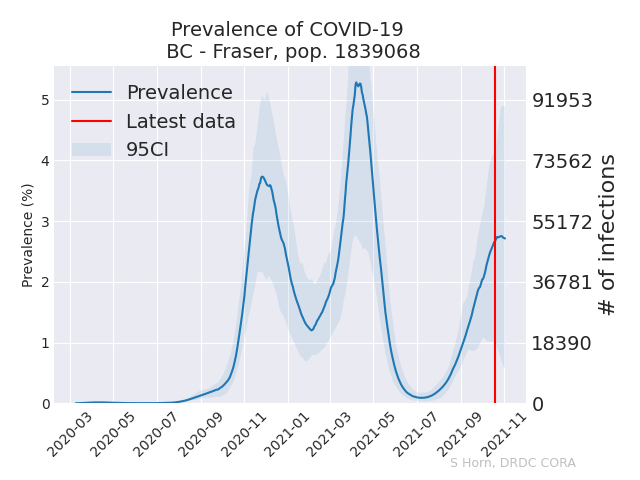 Prevalence of COVID-19
BC - Fraser, pop. 1839068
Prevalence
Latest data
95CI
Prevalence (%)
5
4
3
2
1
0
91953
73562
55172
36781
18390
0
# of infections
2020-03
2020-05
2020-07
2020-09
2020-11
2021-01
2021-03
2021-05
2021-07
2021-09
2021-11
S Horn, DRDC CORA